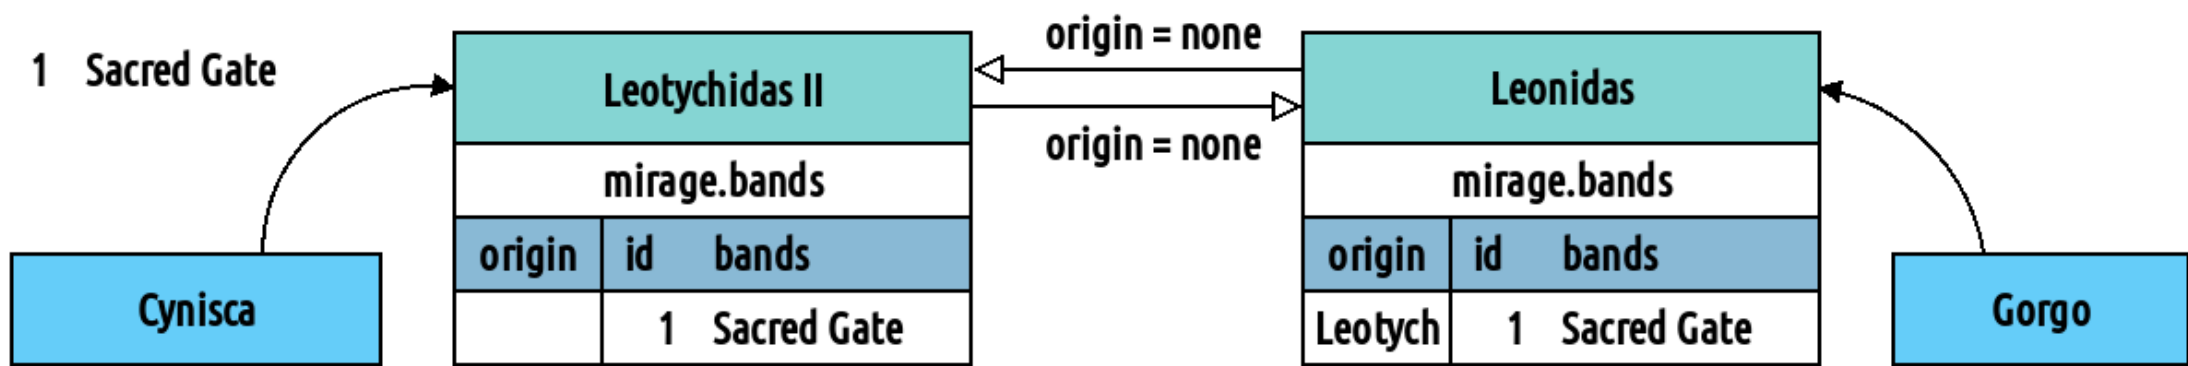 1 Sacred Gate
Cynisca
Leotychidas II
mirage.bands
origin id bands
1 Sacred Gate
origin = none
origin = none
Leonidas
mirage.bands
origin id bands
Leotych 1 Sacred Gate
Gorgo